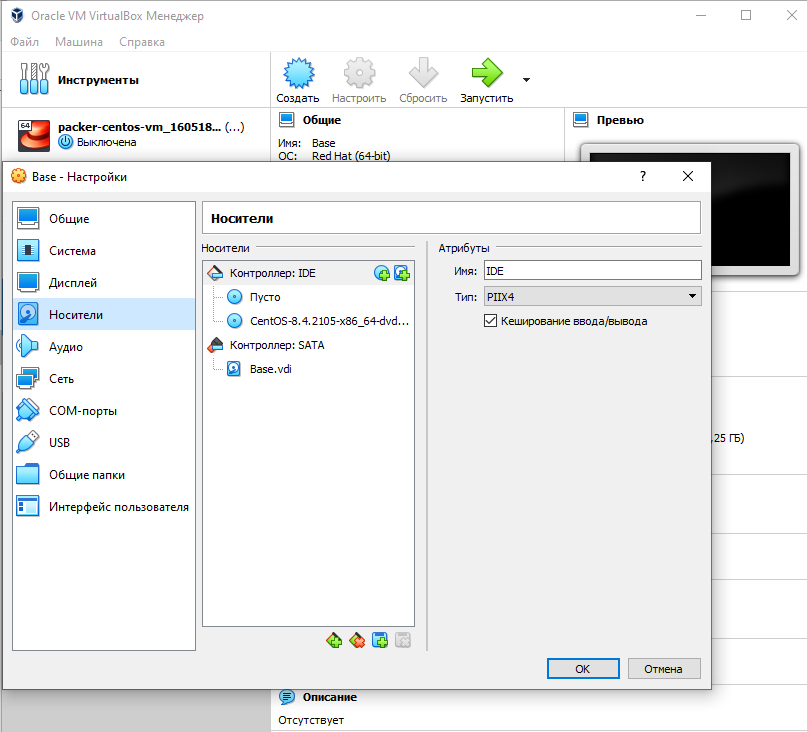 Oracle VM VirtualBox Менеджер
Файл Машина Справка
Инструменты
Создать Настроить Сбросить Запустить
64 packer-centos-vm_160518... (...)
Выключена
Общие
Имя: Base
ОС: Red Hat (64-bit)
Превью
Base - Настройки
Общие
Система
Дисплей
Носители
Аудио
Сеть
COM-порты
USB
Общие папки
Интерфейс пользователя
Носители
Носители
Контроллер: IDE
Пусто
CentOS-8.4.2105-x86_64-dvd...
Контроллер: SATA
Base.vdi
Атрибуты
Имя: IDE
Тип: PIIX4
Кеширование ввода/вывода
,25 ГБ)
OK Отмена
Описание
Отсутствует